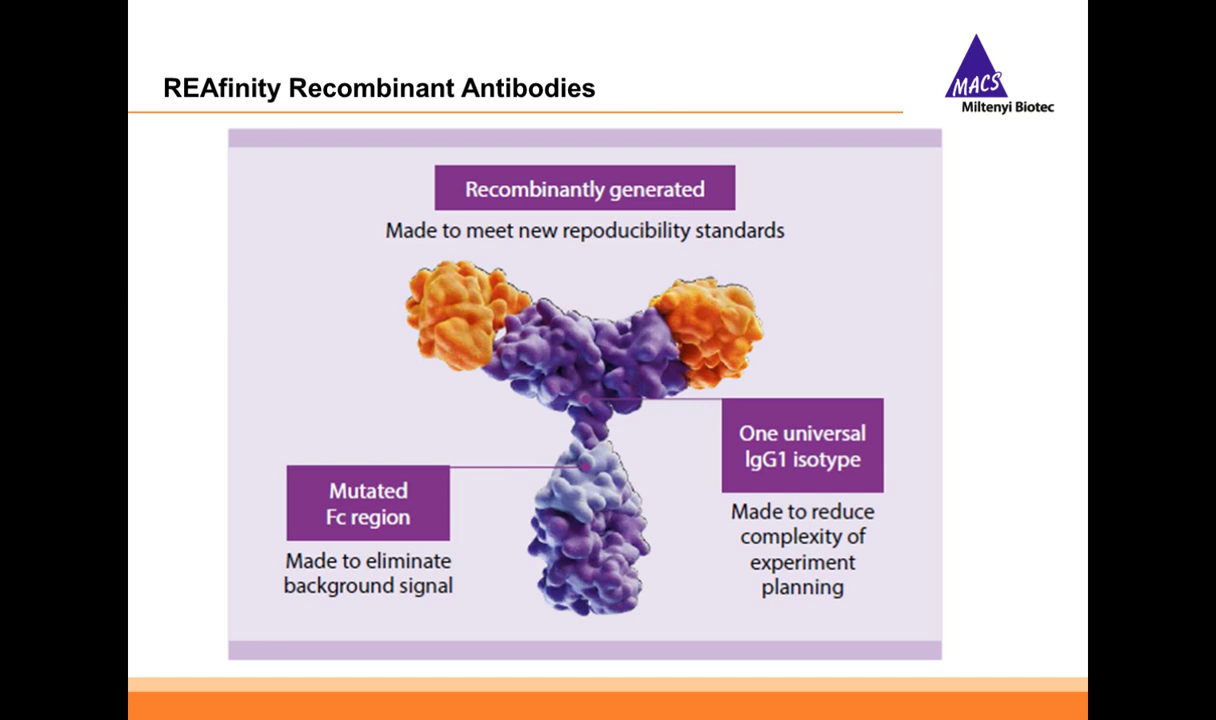 REAfinity Recombinant Antibodies
MACS
Miltenyi Biotec
Recombinantly generated
Made to meet new repoducibility standards
One universal
IgG1 isotype
Made to reduce
complexity of
experiment
planning
Mutated
Fc region
Made to eliminate
background signal